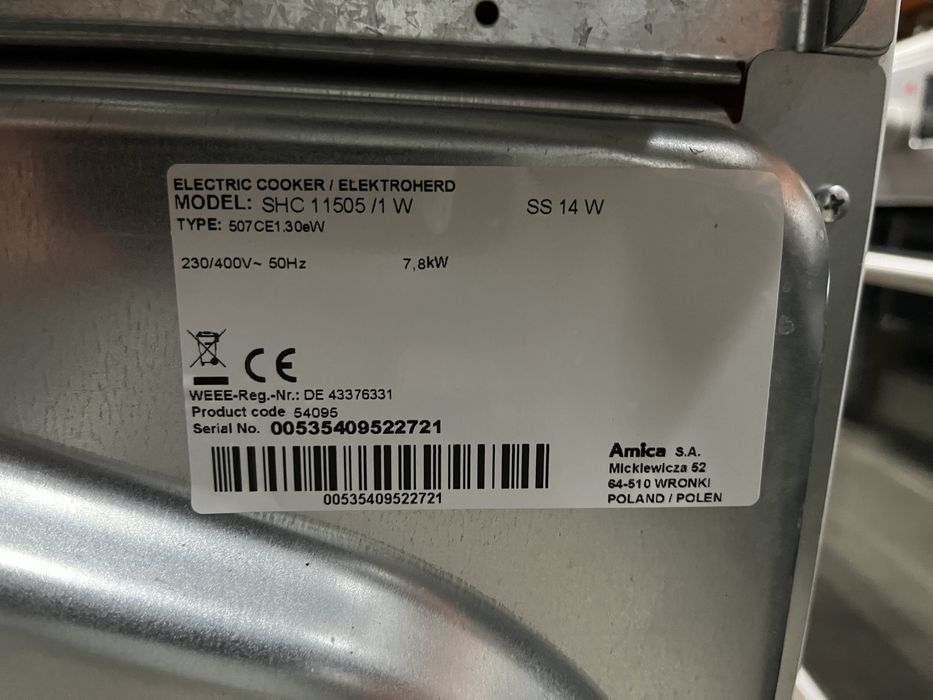 ELECTRIC COOKER / ELEKTROHERD
MODEL: SHC 11505 /1 W SS 14 W
TYPE: 507CE1.30eW
230/400V~ 50Hz 7,8kW
CE
WEEE-Reg.-Nr.: DE 43376331
Product code 54095
Serial No. 00535409522721
00535409522721
Amica S.A.
Mickiewicza 52
64-510 WRONKI
POLAND / POLEN